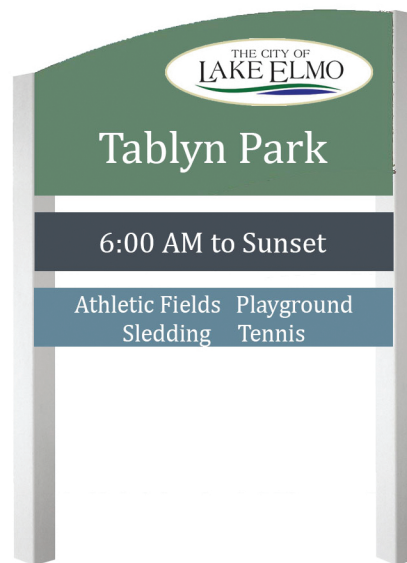 THE CITY OF
LAKE ELMO
Tablyn Park
6:00 AM to Sunset
Athletic Fields Playground
Sledding Tennis